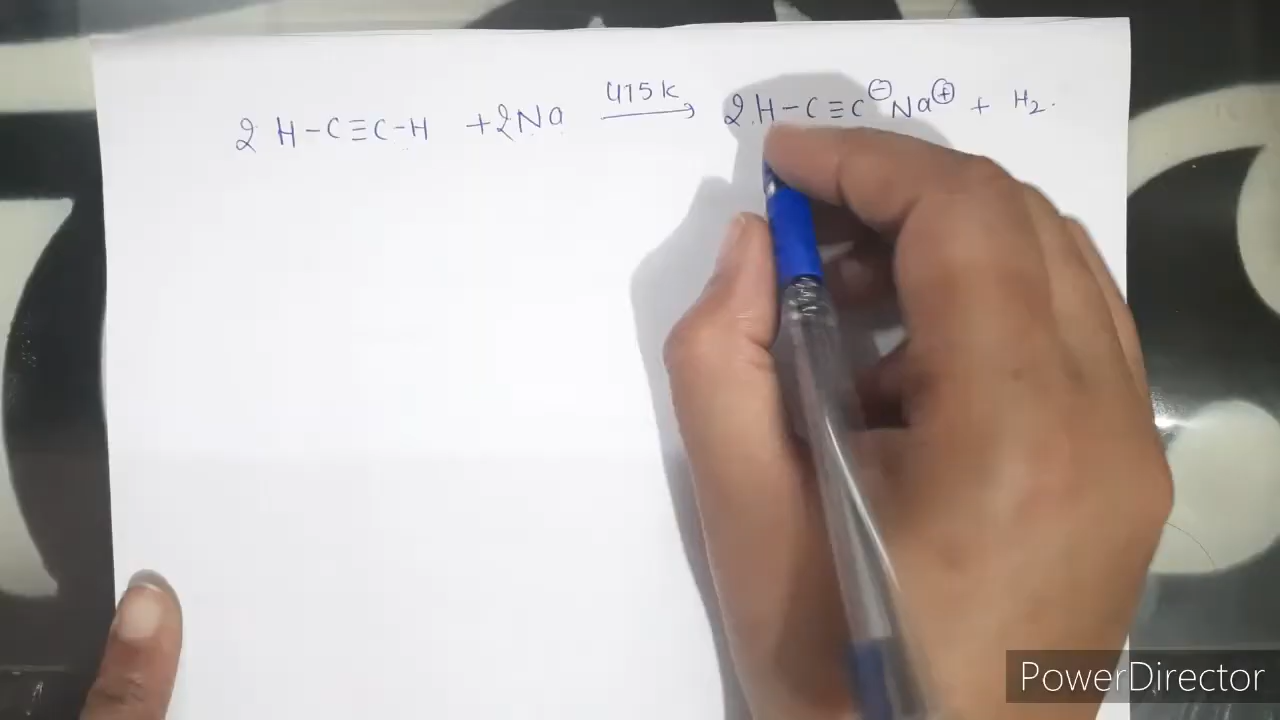 2 H-C≡C-H +2Na 475K → 2 H-C≡C⊖ Na⊕ + H2.
PowerDirector